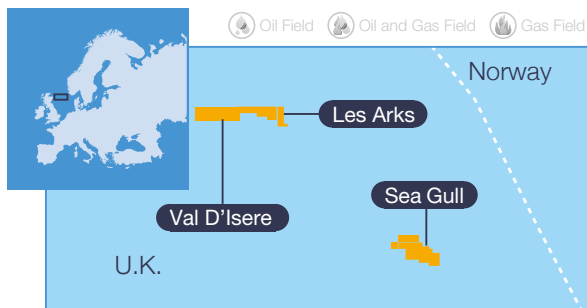 Oil Field Oil and Gas Field Gas Field
Norway
Les Arks
Sea Gull
Val D'Isere
U.K.